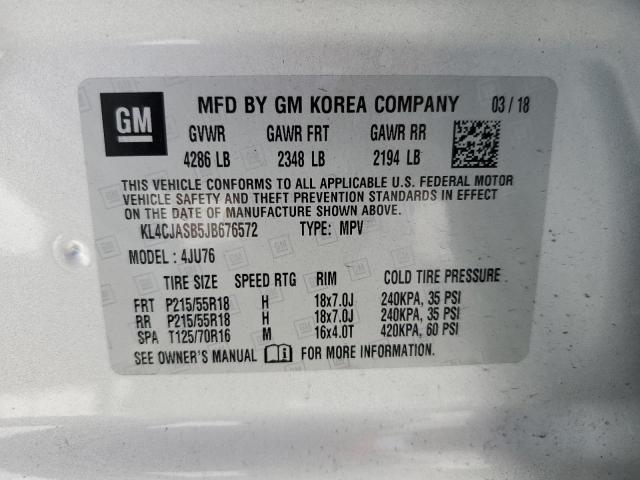 GM MFD BY GM KOREA COMPANY 03/18
GVWR GAWR FRT GAWR RR
4286 LB 2348 LB 2194 LB
THIS VEHICLE CONFORMS TO ALL APPLICABLE U.S. FEDERAL MOTOR
VEHICLE SAFETY AND THEFT PREVENTION STANDARDS IN EFFECT
ON THE DATE OF MANUFACTURE SHOWN ABOVE.
KL4CJASB5JB676572 TYPE: MPV
MODEL: 4JU76
TIRE SIZE SPEED RTG RIM COLD TIRE PRESSURE
FRT P215/55R18 H 18x7.0J 240KPA, 35 PSI
RR P215/55R18 H 18x7.0J 240KPA, 35 PSI
SPA T125/70R16 M 16x4.0T 420KPA, 60 PSI
SEE OWNER'S MANUAL FOR MORE INFORMATION.